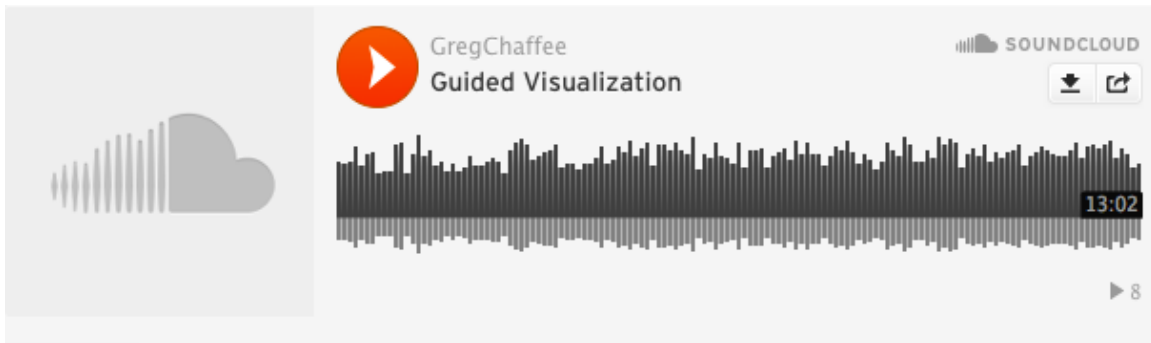 GregChaffee
SOUNDCLOUD
Guided Visualization
13:02
8